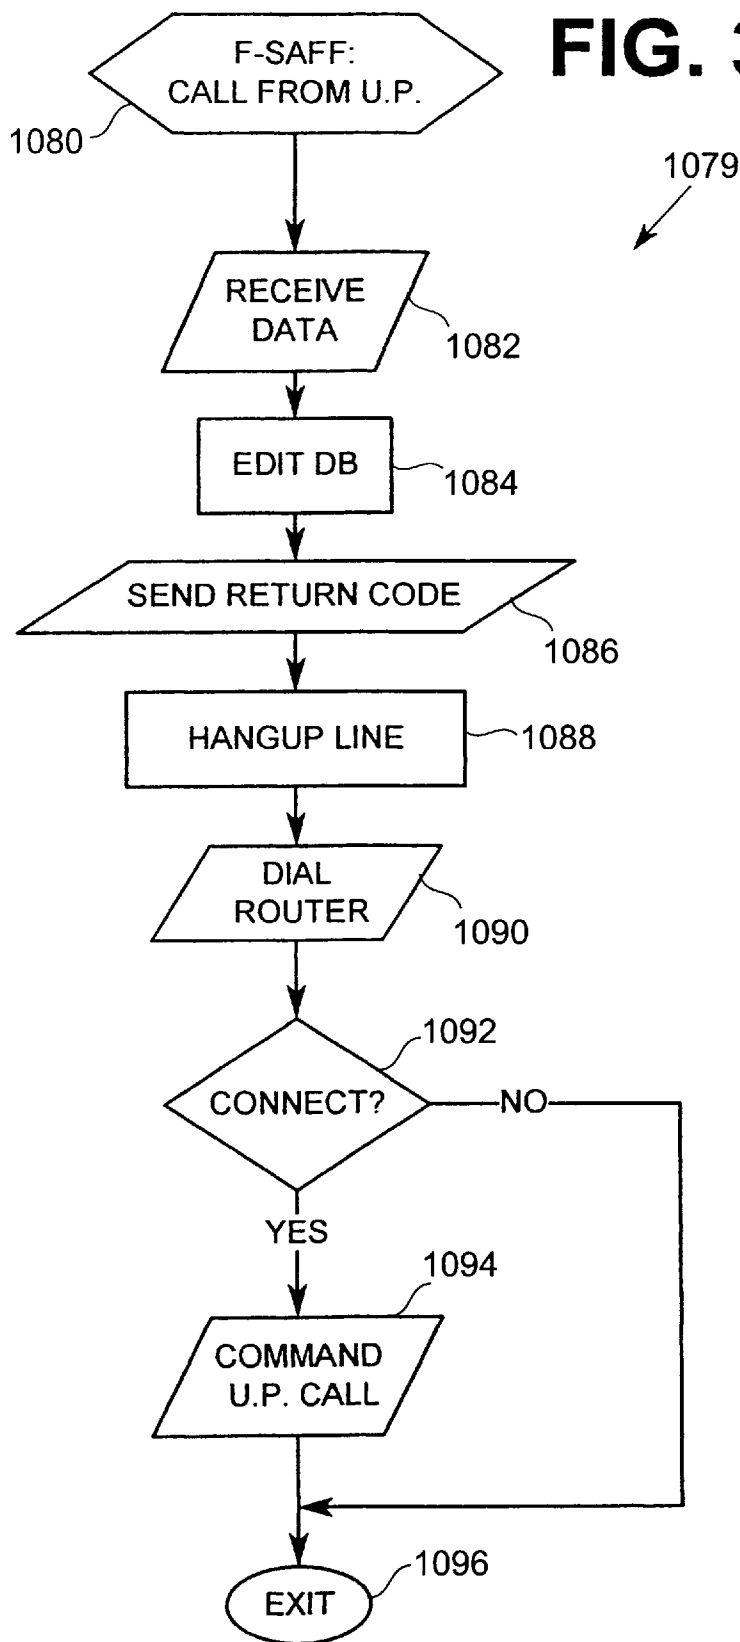 FIG. 3
F-SAFF:
CALL FROM U.P.
1080
1079
RECEIVE
DATA
1082
EDIT DB
1084
SEND RETURN CODE
1086
HANGUP LINE
1088
DIAL
ROUTER
1090
1092
CONNECT?
NO
YES
1094
COMMAND
U.P. CALL
1096
EXIT